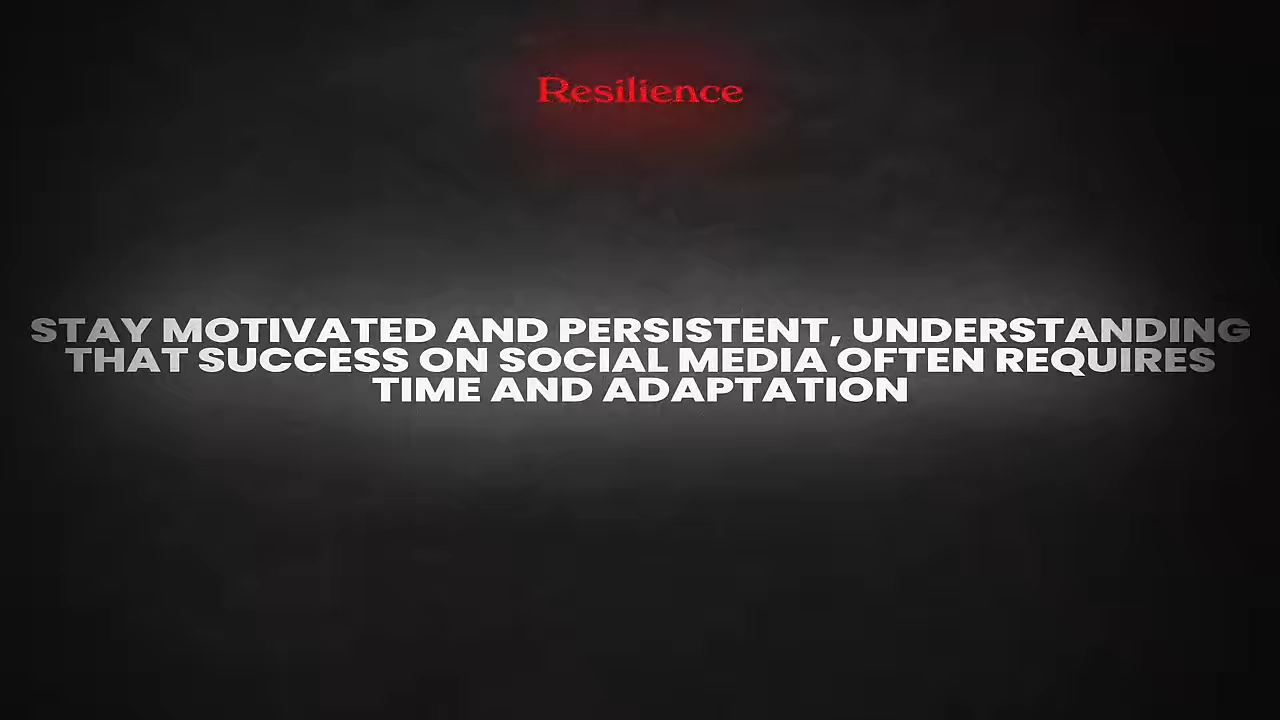 Resilience
STAY MOTIVATED AND PERSISTENT, UNDERSTANDING
THAT SUCCESS ON SOCIAL MEDIA OFTEN REQUIRES
TIME AND ADAPTATION